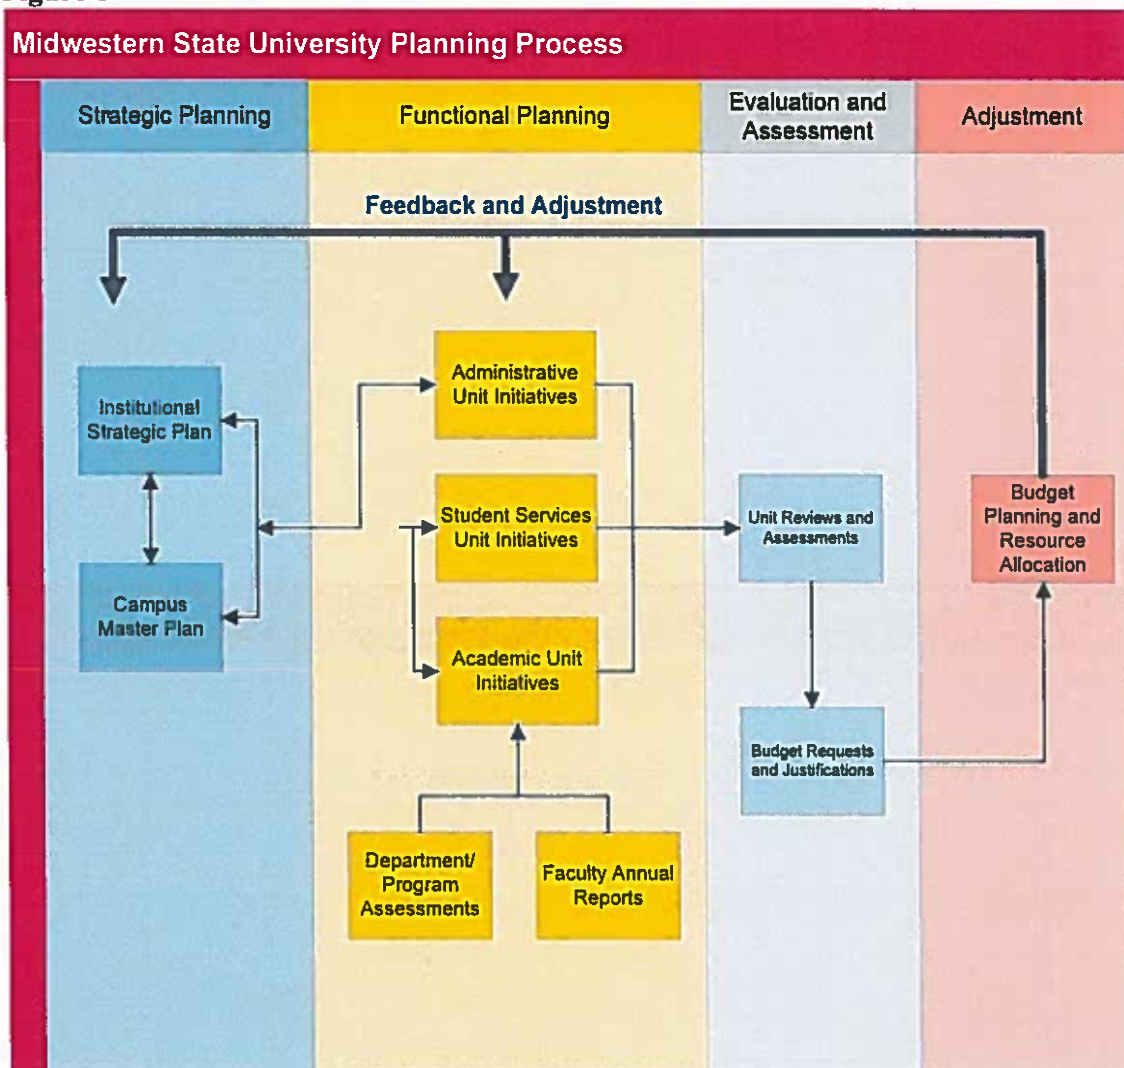 Midwestern State University Planning Process
Strategic Planning
Functional Planning
Evaluation and
Assessment
Adjustment
Feedback and Adjustment
Institutional
Strategic Plan
Campus
Master Plan
Administrative
Unit Initiatives
Student Services
Unit Initiatives
Academic Unit
Initiatives
Department/
Program
Assessments
Faculty Annual
Reports
Unit Reviews and
Assessments
Budget Requests
and Justifications
Budget
Planning and
Resource
Allocation